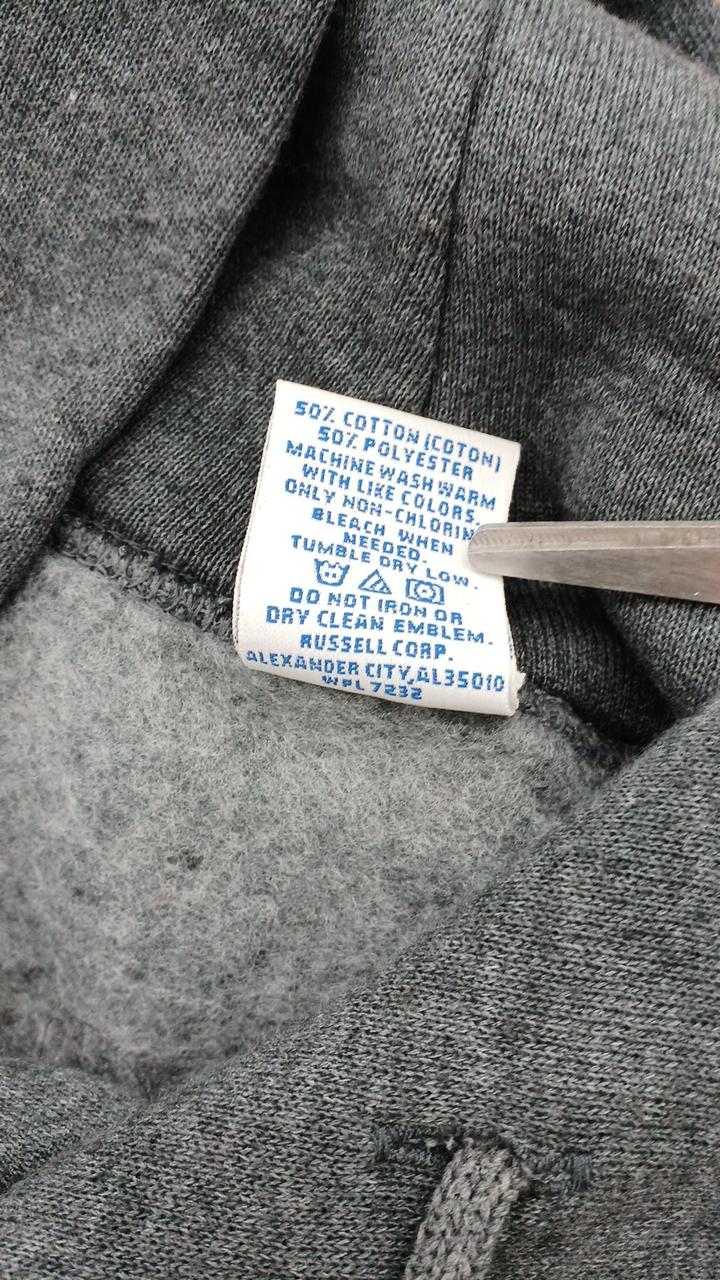 50% COTTON (COTON)
50% POLYESTER
MACHINE WASH WARM
WITH LIKE COLORS.
ONLY NON-CHLORIN
BLEACH WHEN
NEEDED.
TUMBLE DRY LOW.
DO NOT IRON OR
DRY CLEAN EMBLEM.
RUSSELL CORP.
ALEXANDER CITY, AL35010
WPL 7232